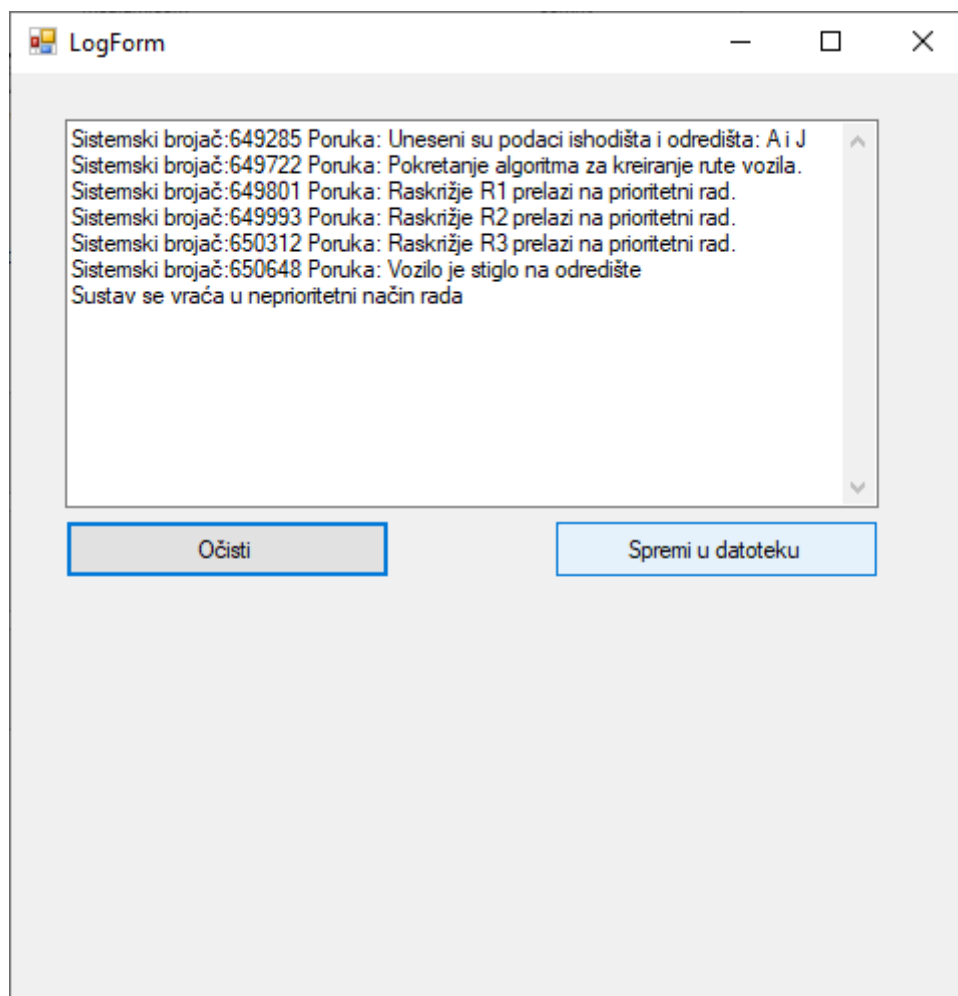 LogForm
Sistemski brojač:649285 Poruka: Uneseni su podaci ishodišta i odredišta: A i J
Sistemski brojač:649722 Poruka: Pokretanje algoritma za kreiranje rute vozila.
Sistemski brojač:649801 Poruka: Raskrižje R1 prelazi na prioritetni rad.
Sistemski brojač:649993 Poruka: Raskrižje R2 prelazi na prioritetni rad.
Sistemski brojač:650312 Poruka: Raskrižje R3 prelazi na prioritetni rad.
Sistemski brojač:650648 Poruka: Vozilo je stiglo na odredište
Sustav se vraća u neprioritetni način rada
Očisti
Spremi u datoteku